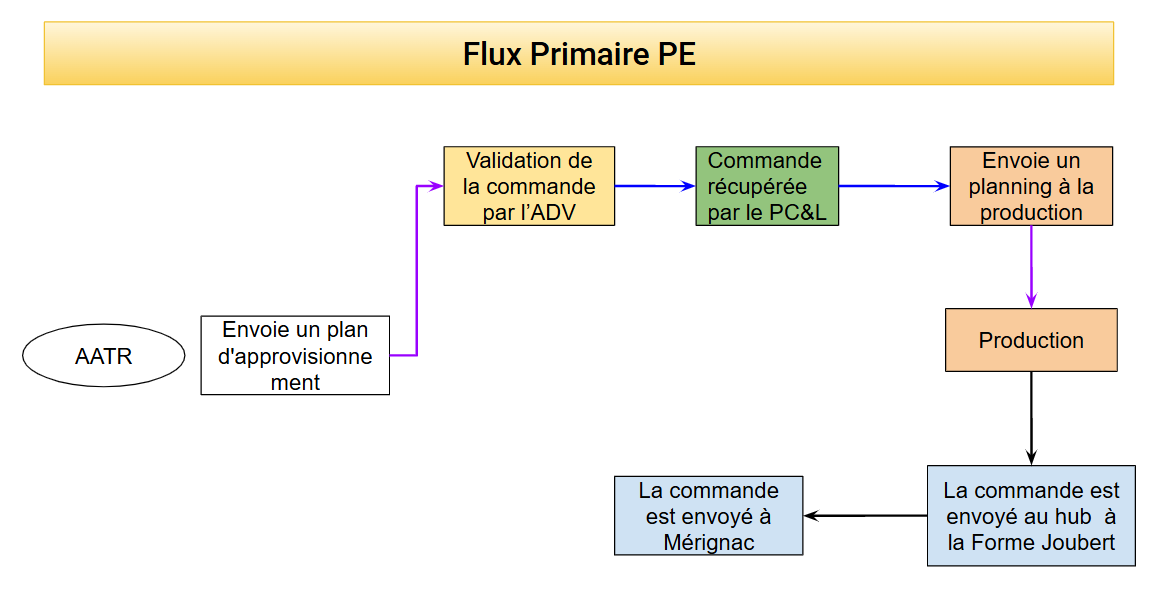 Flux Primaire PE
Validation de
la commande
par l’ADV
Commande
récupérée
par le PC&L
Envoie un
planning à la
production
AATR
Envoie un plan
d'approvisionne
ment
Production
La commande
est envoyé à
Mérignac
La commande est
envoyé au hub à
la Forme Joubert